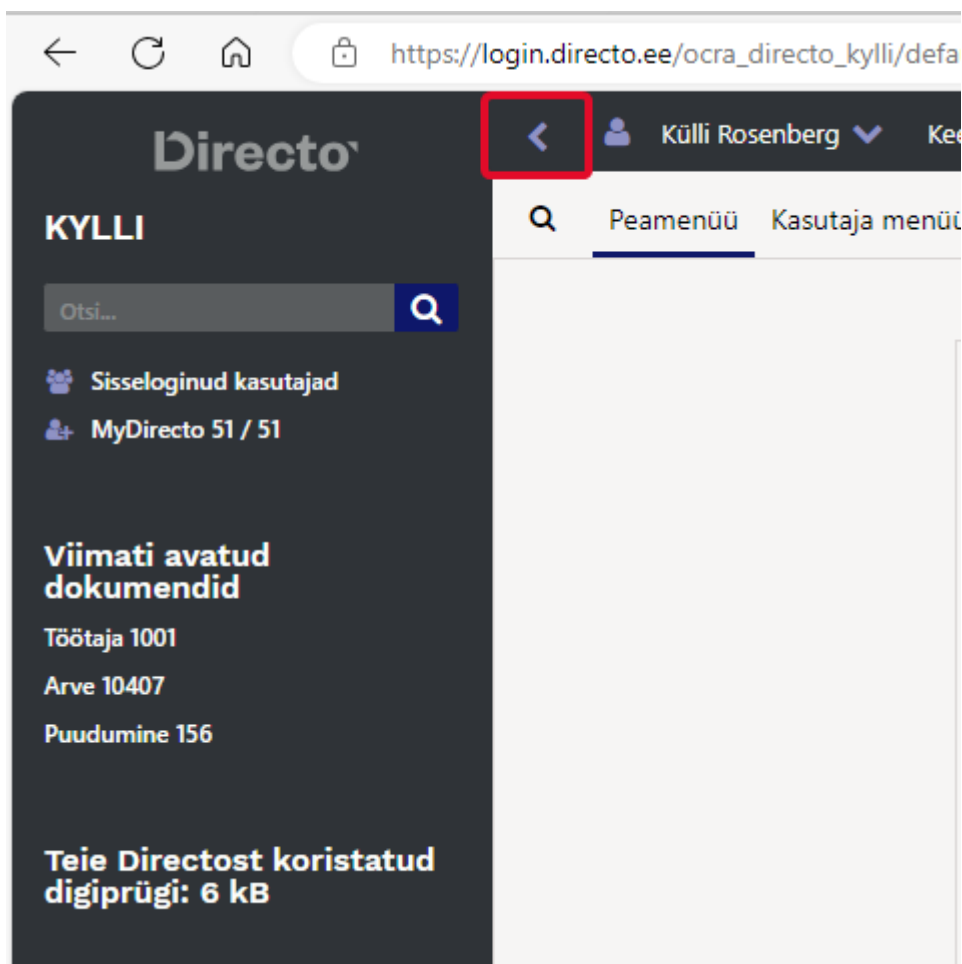 https://login.directo.ee/ocra_directo_kylli/defa
Directo
Külli Rosenberg
KYLLI
Peamenüü Kasutaja menüü
Otsi...
Sisseloginud kasutajad
MyDirecto 51 / 51
Viimati avatud
dokumendid
Töötaja 1001
Arve 10407
Puudumine 156
Teie Directost koristatud
digiprügi: 6 kB